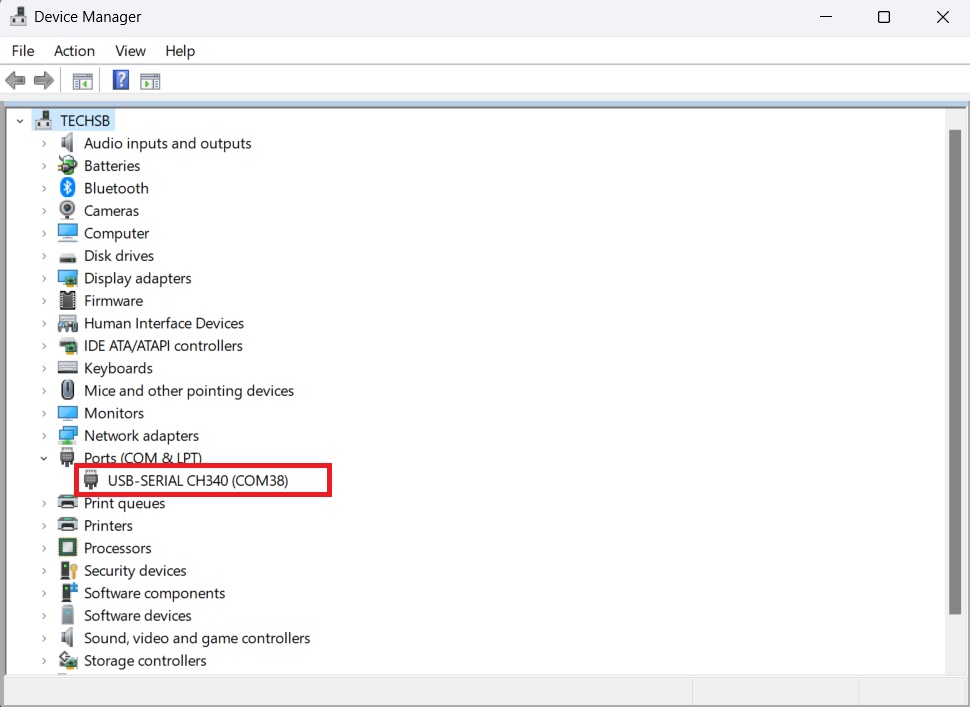 Device Manager
File Action View Help
TECHSB
Audio inputs and outputs
Batteries
Bluetooth
Cameras
Computer
Disk drives
Display adapters
Firmware
Human Interface Devices
IDE ATA/ATAPI controllers
Keyboards
Mice and other pointing devices
Monitors
Network adapters
Ports (COM & LPT)
USB-SERIAL CH340 (COM38)
Print queues
Printers
Processors
Security devices
Software components
Software devices
Sound, video and game controllers
Storage controllers